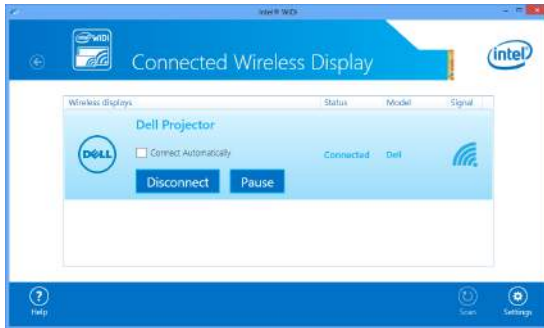 Intel® WiDi
WiDi
Connected Wireless Display
intel
Wireless displays Status Model Signal
Dell Projector
DELL
Connect Automatically
Connected Dell
Disconnect Pause
Help
Scan Settings